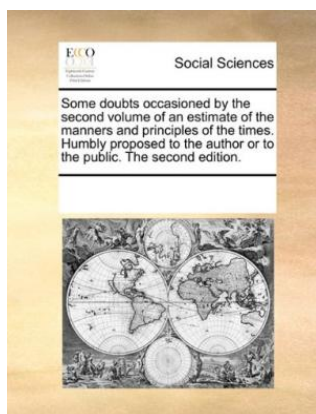 ECCO
Social Sciences
Some doubts occasioned by the
second volume of an estimate of the
manners and principles of the times.
Humbly proposed to the author or to
the public. The second edition.